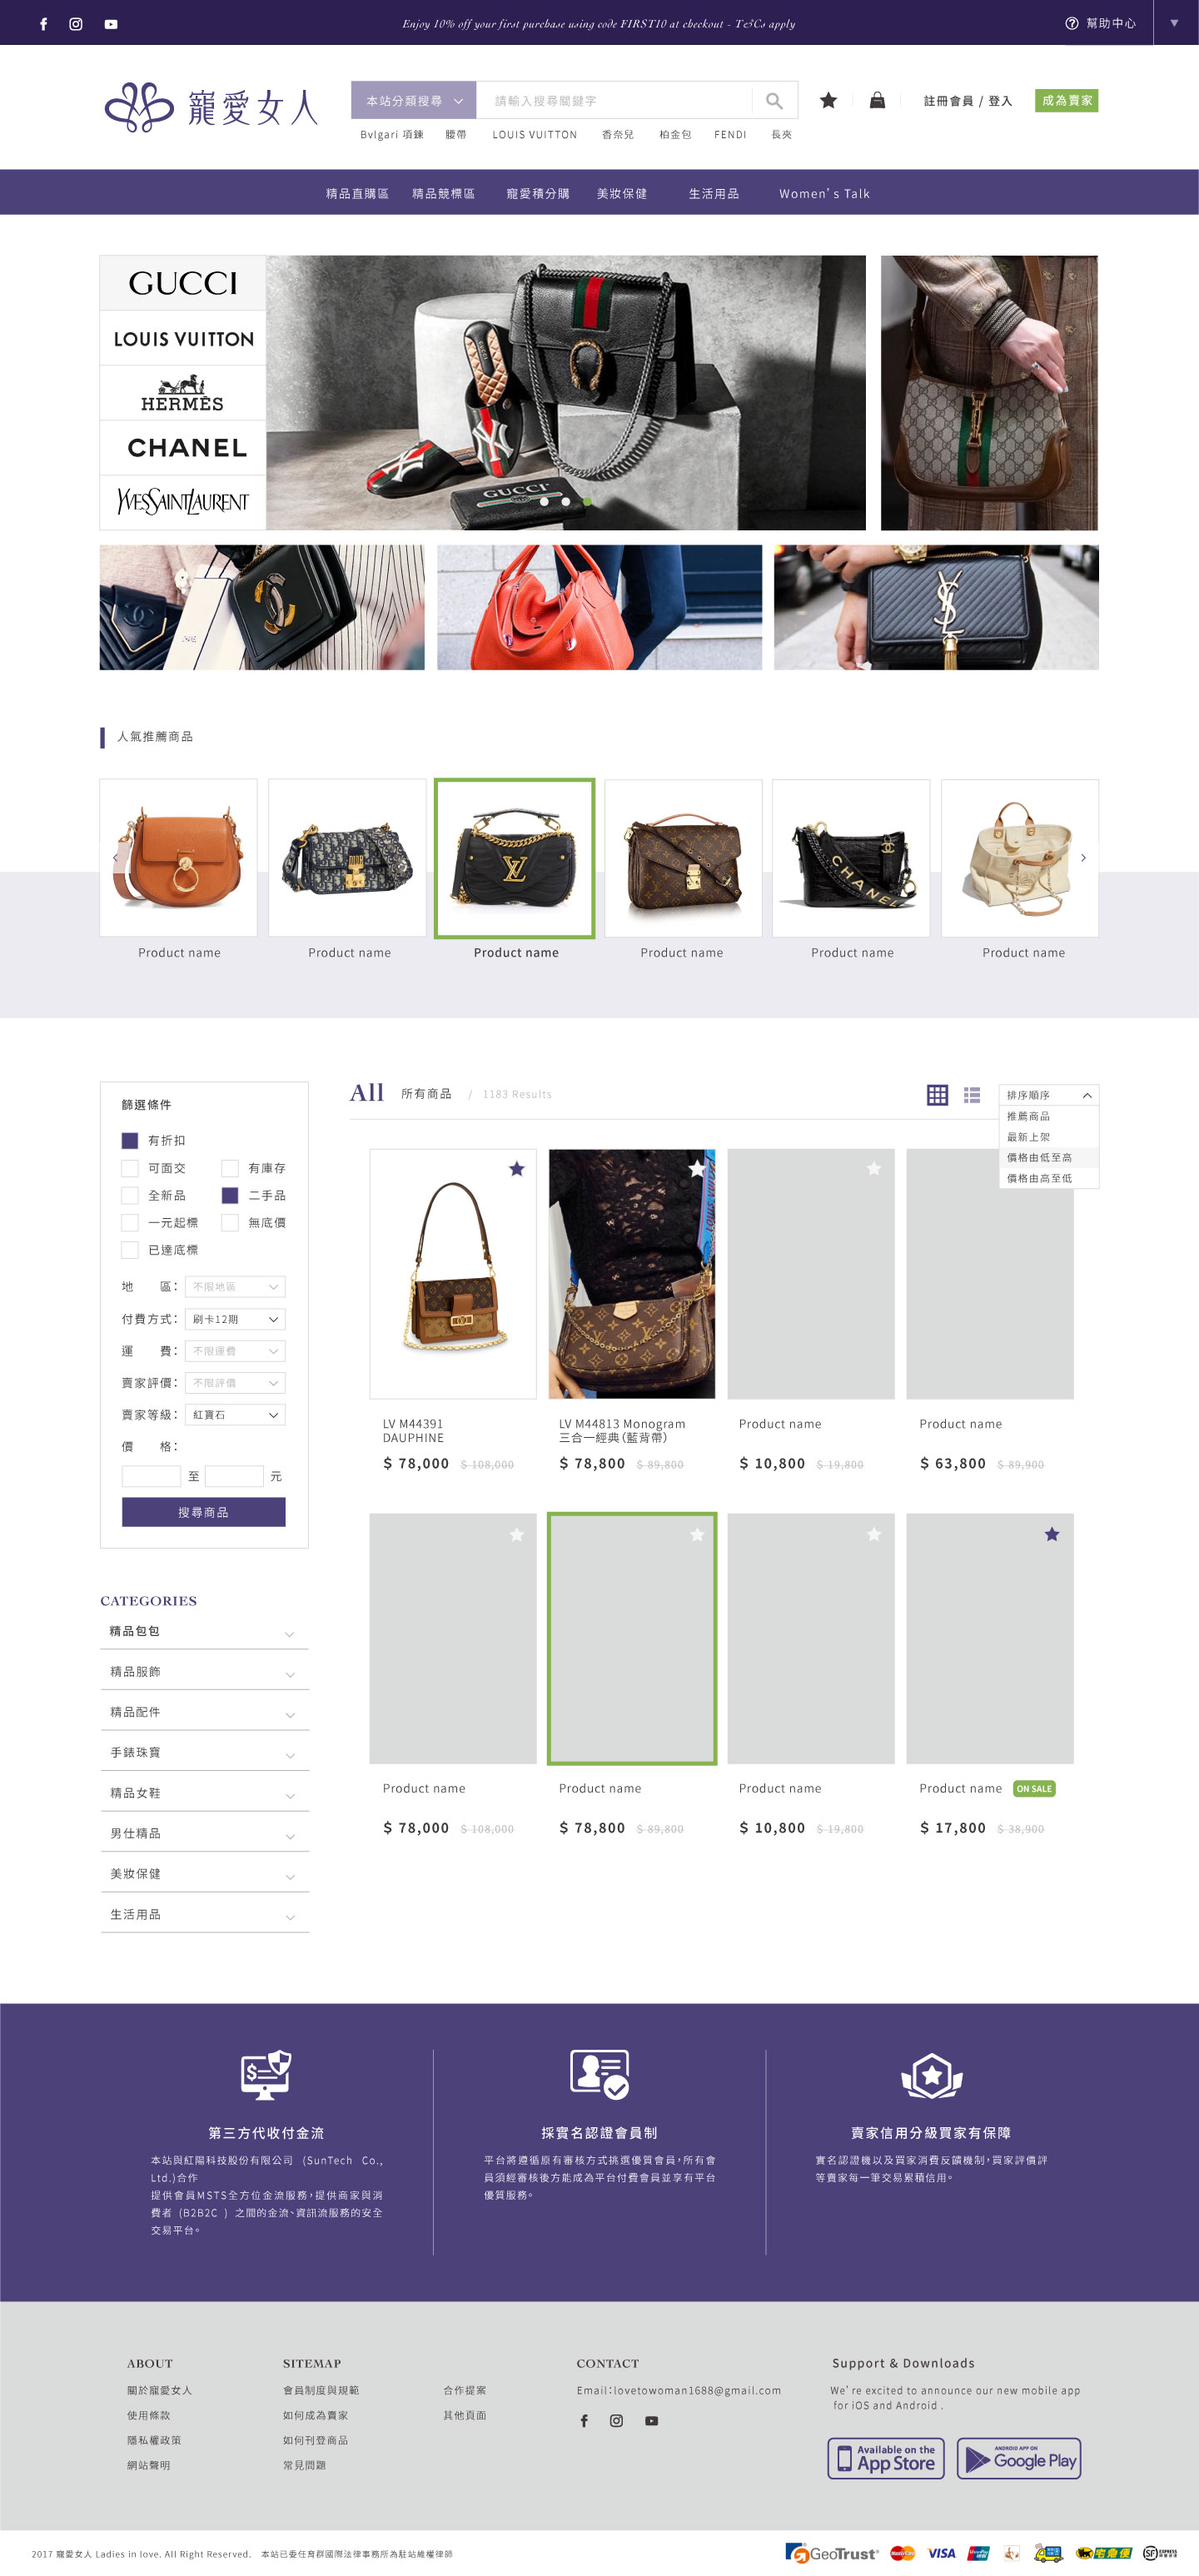 Enjoy 10% off your first purchase using code FIRST10 at checkout - T&Cs apply
幫助中心
寵愛女人
本站分類搜尋
請輸入搜尋關鍵字
註冊會員 / 登入
成為賣家
Bvlgari 項鍊 腰帶 LOUIS VUITTON 香奈兒 柏金包 FENDI 長夾
精品直購區 精品競標區 寵愛積分購 美妝保健 生活用品 Women's Talk
GUCCI
LOUIS VUITTON
HERMÈS
CHANEL
YVESSAINTLAURENT
GUCCI
人氣推薦商品
CHANEL
Product name Product name Product name Product name Product name Product name
篩選條件
有折扣
可面交 有庫存
全新品 二手品
一元起標 無底價
已達底標
地 區： 不限地區
付費方式： 刷卡12期
運 費： 不限運費
賣家評價： 不限評價
賣家等級： 紅寶石
價 格：
至 元
搜尋商品
CATEGORIES
精品包包
精品服飾
精品配件
手錶珠寶
精品女鞋
男仕精品
美妝保健
生活用品
All 所有商品 / 1183 Results
排序順序
推薦商品
最新上架
價格由低至高
價格由高至低
LV M44391
DAUPHINE
$ 78,000 $ 108,000
LV M44813 Monogram
三合一經典（藍背帶）
$ 78,800 $ 89,800
Product name
$ 10,800 $ 19,800
Product name
$ 63,800 $ 89,900
Product name
$ 78,000 $ 108,000
Product name
$ 78,800 $ 89,800
Product name
$ 10,800 $ 19,800
Product name ON SALE
$ 17,800 $ 38,900
第三方代收付金流
本站與紅陽科技股份有限公司 (SunTech Co.,
Ltd.)合作
提供會員MSTS全方位金流服務，提供商家與消
費者 (B2B2C ) 之間的金流、資訊流服務的安全
交易平台。
採實名認證會員制
平台將遵循原有審核方式挑選優質會員，所有會
員須經審核後方能成為平台付費會員並享有平台
優質服務。
賣家信用分級買家有保障
實名認證機以及買家消費反饋機制，買家評價評
等賣家每一筆交易累積信用。
ABOUT
關於寵愛女人
使用條款
隱私權政策
網站聲明
SITEMAP
會員制度與規範
如何成為賣家
如何刊登商品
常見問題
合作提案
其他頁面
CONTACT
Email：lovetowoman1688@gmail.com
Support & Downloads
We're excited to announce our new mobile app
for iOS and Android .
Available on the
App Store
ANDROID APP ON
Google Play
2017 寵愛女人 Ladies in love. All Right Reserved. 本站已委任育群國際法律事務所為駐站維權律師
GeoTrust
MasterCard
VISA
UnionPay
宅急便
SF EXPRESS